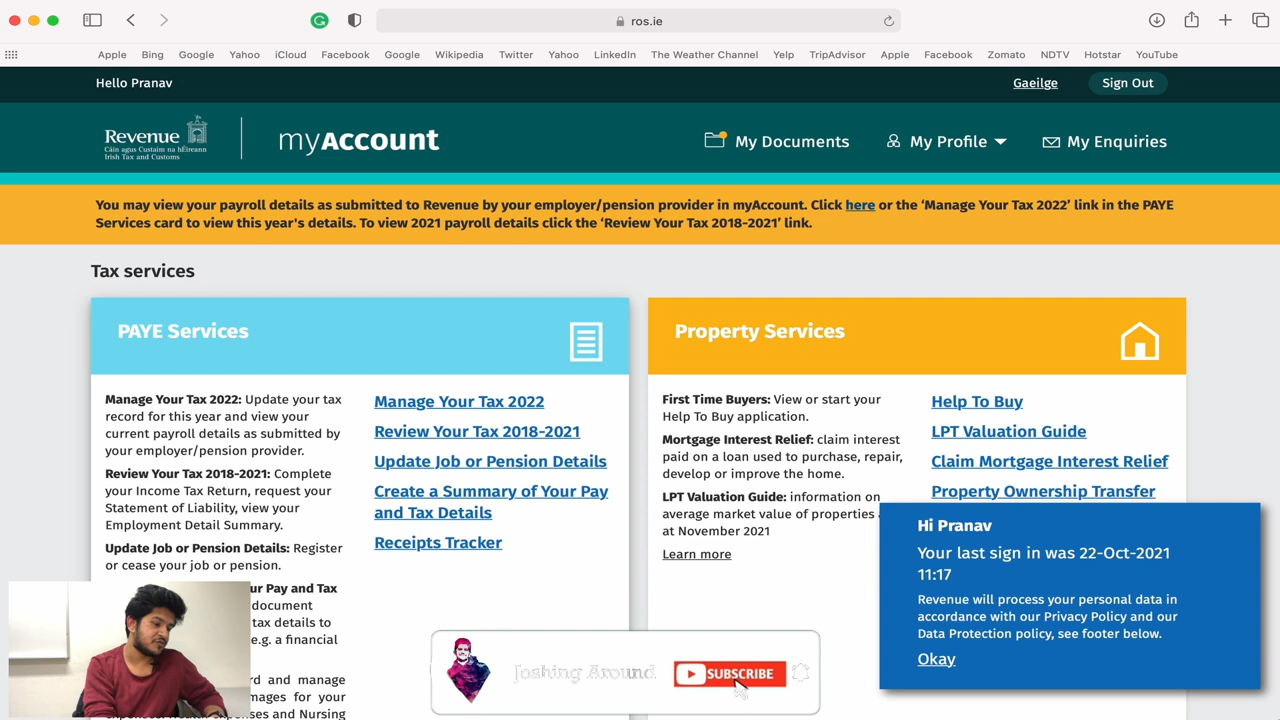 ros.ie
Apple Bing Google Yahoo iCloud Facebook Google Wikipedia Twitter Yahoo LinkedIn The Weather Channel Yelp TripAdvisor Apple Facebook Zomato NDTV Hotstar YouTube
Hello Pranav
Gaeilge Sign Out
Revenue
Cáin agus Custaim na hÉireann
Irish Tax and Customs
myAccount
My Documents My Profile My Enquiries
You may view your payroll details as submitted to Revenue by your employer/pension provider in myAccount. Click here or the ‘Manage Your Tax 2022’ link in the PAYE
Services card to view this year's details. To view 2021 payroll details click the ‘Review Your Tax 2018-2021’ link.
Tax services
PAYE Services
Manage Your Tax 2022: Update your tax
record for this year and view your
current payroll details as submitted by
your employer/pension provider.
Review Your Tax 2018-2021: Complete
your Income Tax Return, request your
Statement of Liability, view your
Employment Detail Summary.
Update Job or Pension Details: Register
or cease your job or pension.
ur Pay and Tax
document
tax details to
e.g. a financial
rd and manage
mages for your
expenses. Health expenses and Nursing
Manage Your Tax 2022
Review Your Tax 2018-2021
Update Job or Pension Details
Create a Summary of Your Pay
and Tax Details
Receipts Tracker
Property Services
First Time Buyers: View or start your
Help To Buy application.
Mortgage Interest Relief: claim interest
paid on a loan used to purchase, repair,
develop or improve the home.
LPT Valuation Guide: information on
average market value of properties
at November 2021
Learn more
Help To Buy
LPT Valuation Guide
Claim Mortgage Interest Relief
Property Ownership Transfer
Hi Pranav
Your last sign in was 22-Oct-2021
11:17
Revenue will process your personal data in
accordance with our Privacy Policy and our
Data Protection policy, see footer below.
Okay
Joshing Around
SUBSCRIBE